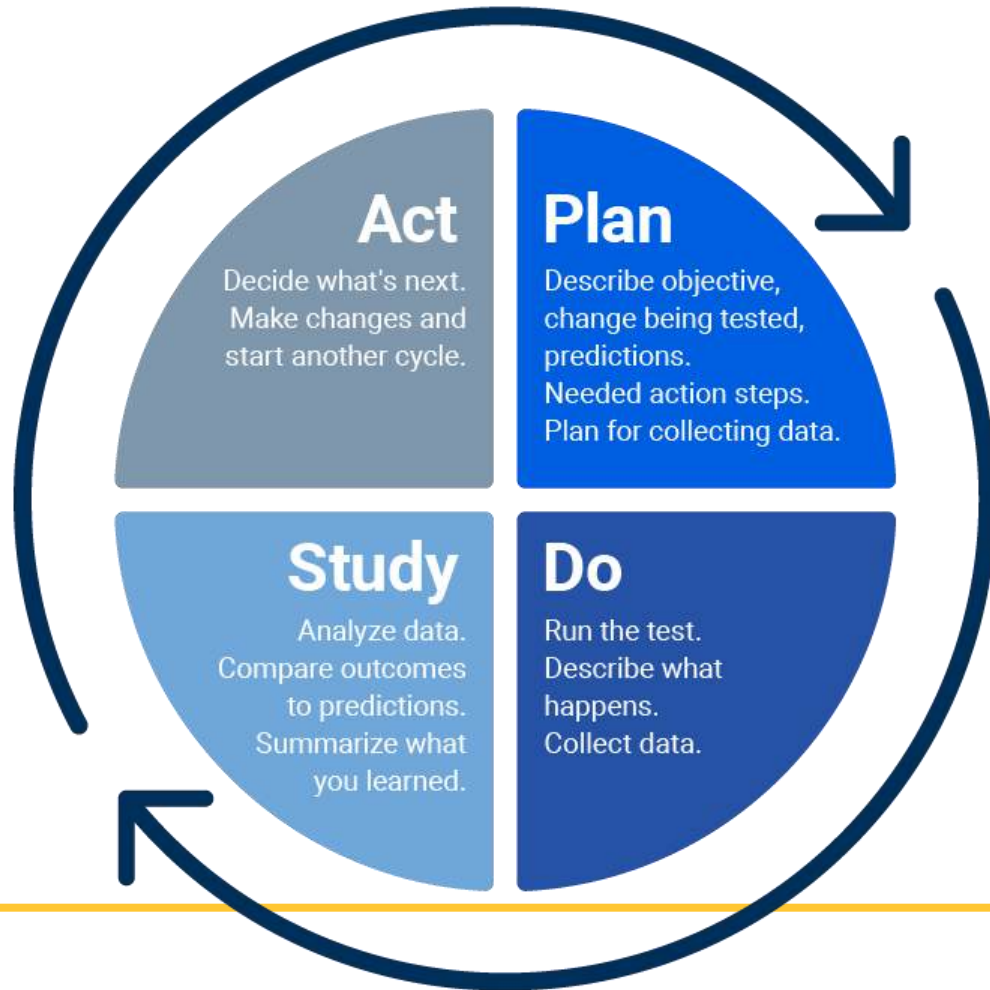 Act
Decide what's next.
Make changes and
start another cycle.
Plan
Describe objective,
change being tested,
predictions.
Needed action steps.
Plan for collecting data.
Study
Analyze data.
Compare outcomes
to predictions.
Summarize what
you learned.
Do
Run the test.
Describe what
happens.
Collect data.